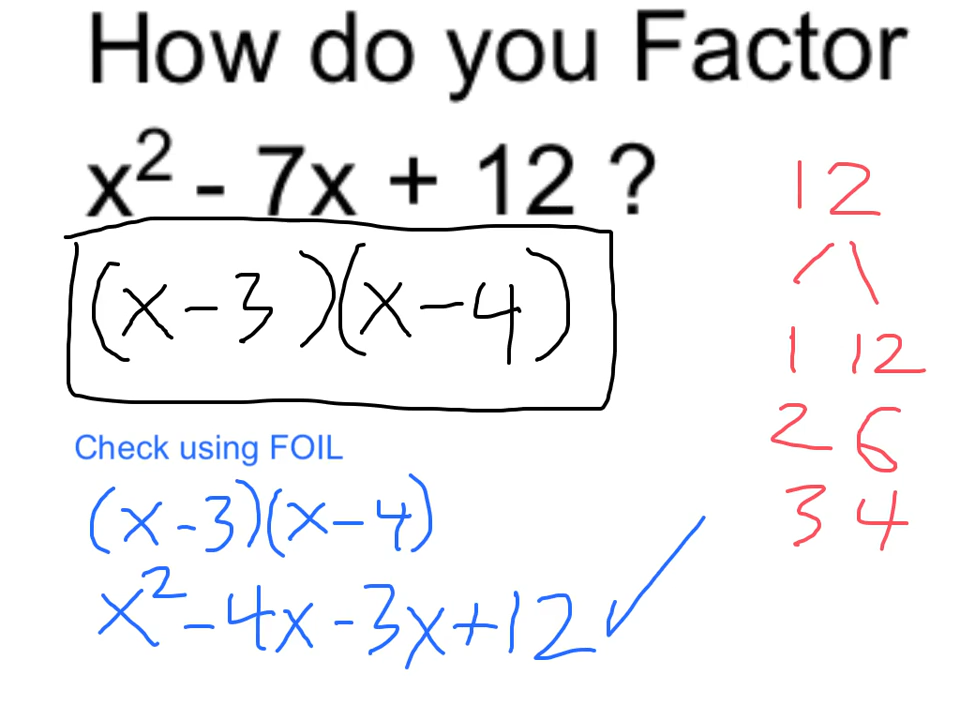 How do you Factor
x² - 7x + 12 ?
(x-3)(x-4)
Check using FOIL
(x-3)(x-4)
x²-4x-3x+12 ✓
12
1 12
2 6
3 4